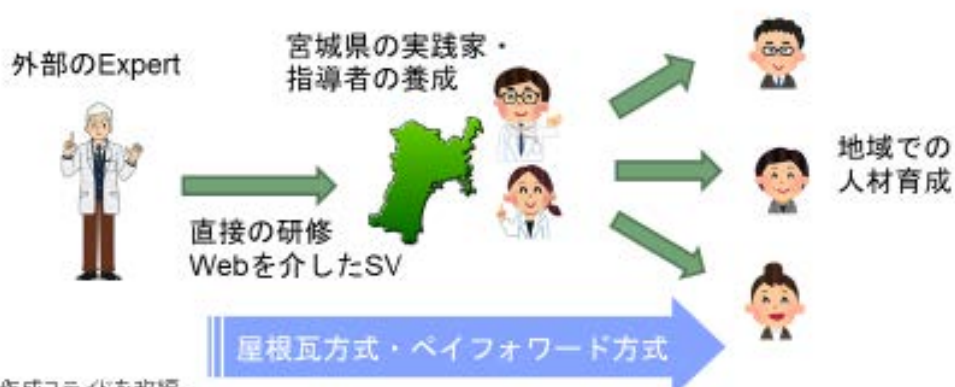 外部のExpert
宮城県の実践家・
指導者の養成
直接の研修
Webを介したSV
地域での
人材育成
屋根瓦方式・ペイフォワード方式